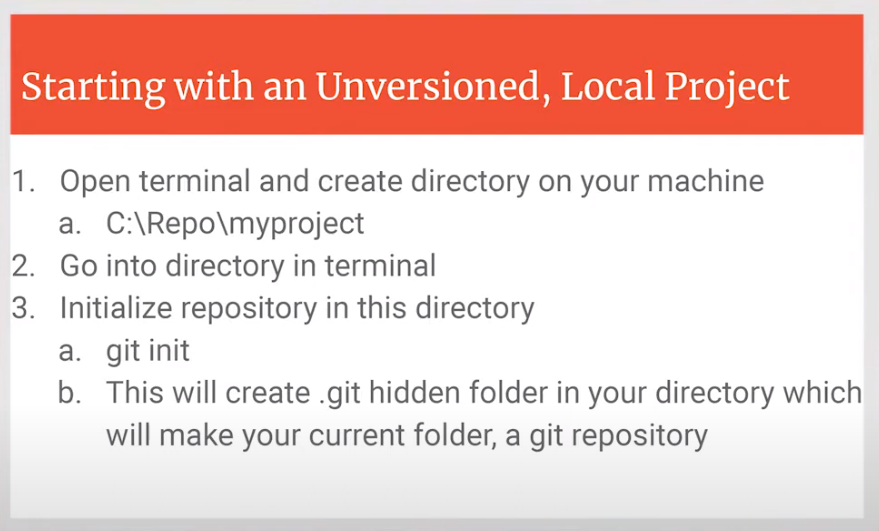 Starting with an Unversioned, Local Project
1. Open terminal and create directory on your machine
a. C:\Repo\myproject
2. Go into directory in terminal
3. Initialize repository in this directory
a. git init
b. This will create .git hidden folder in your directory which
will make your current folder, a git repository